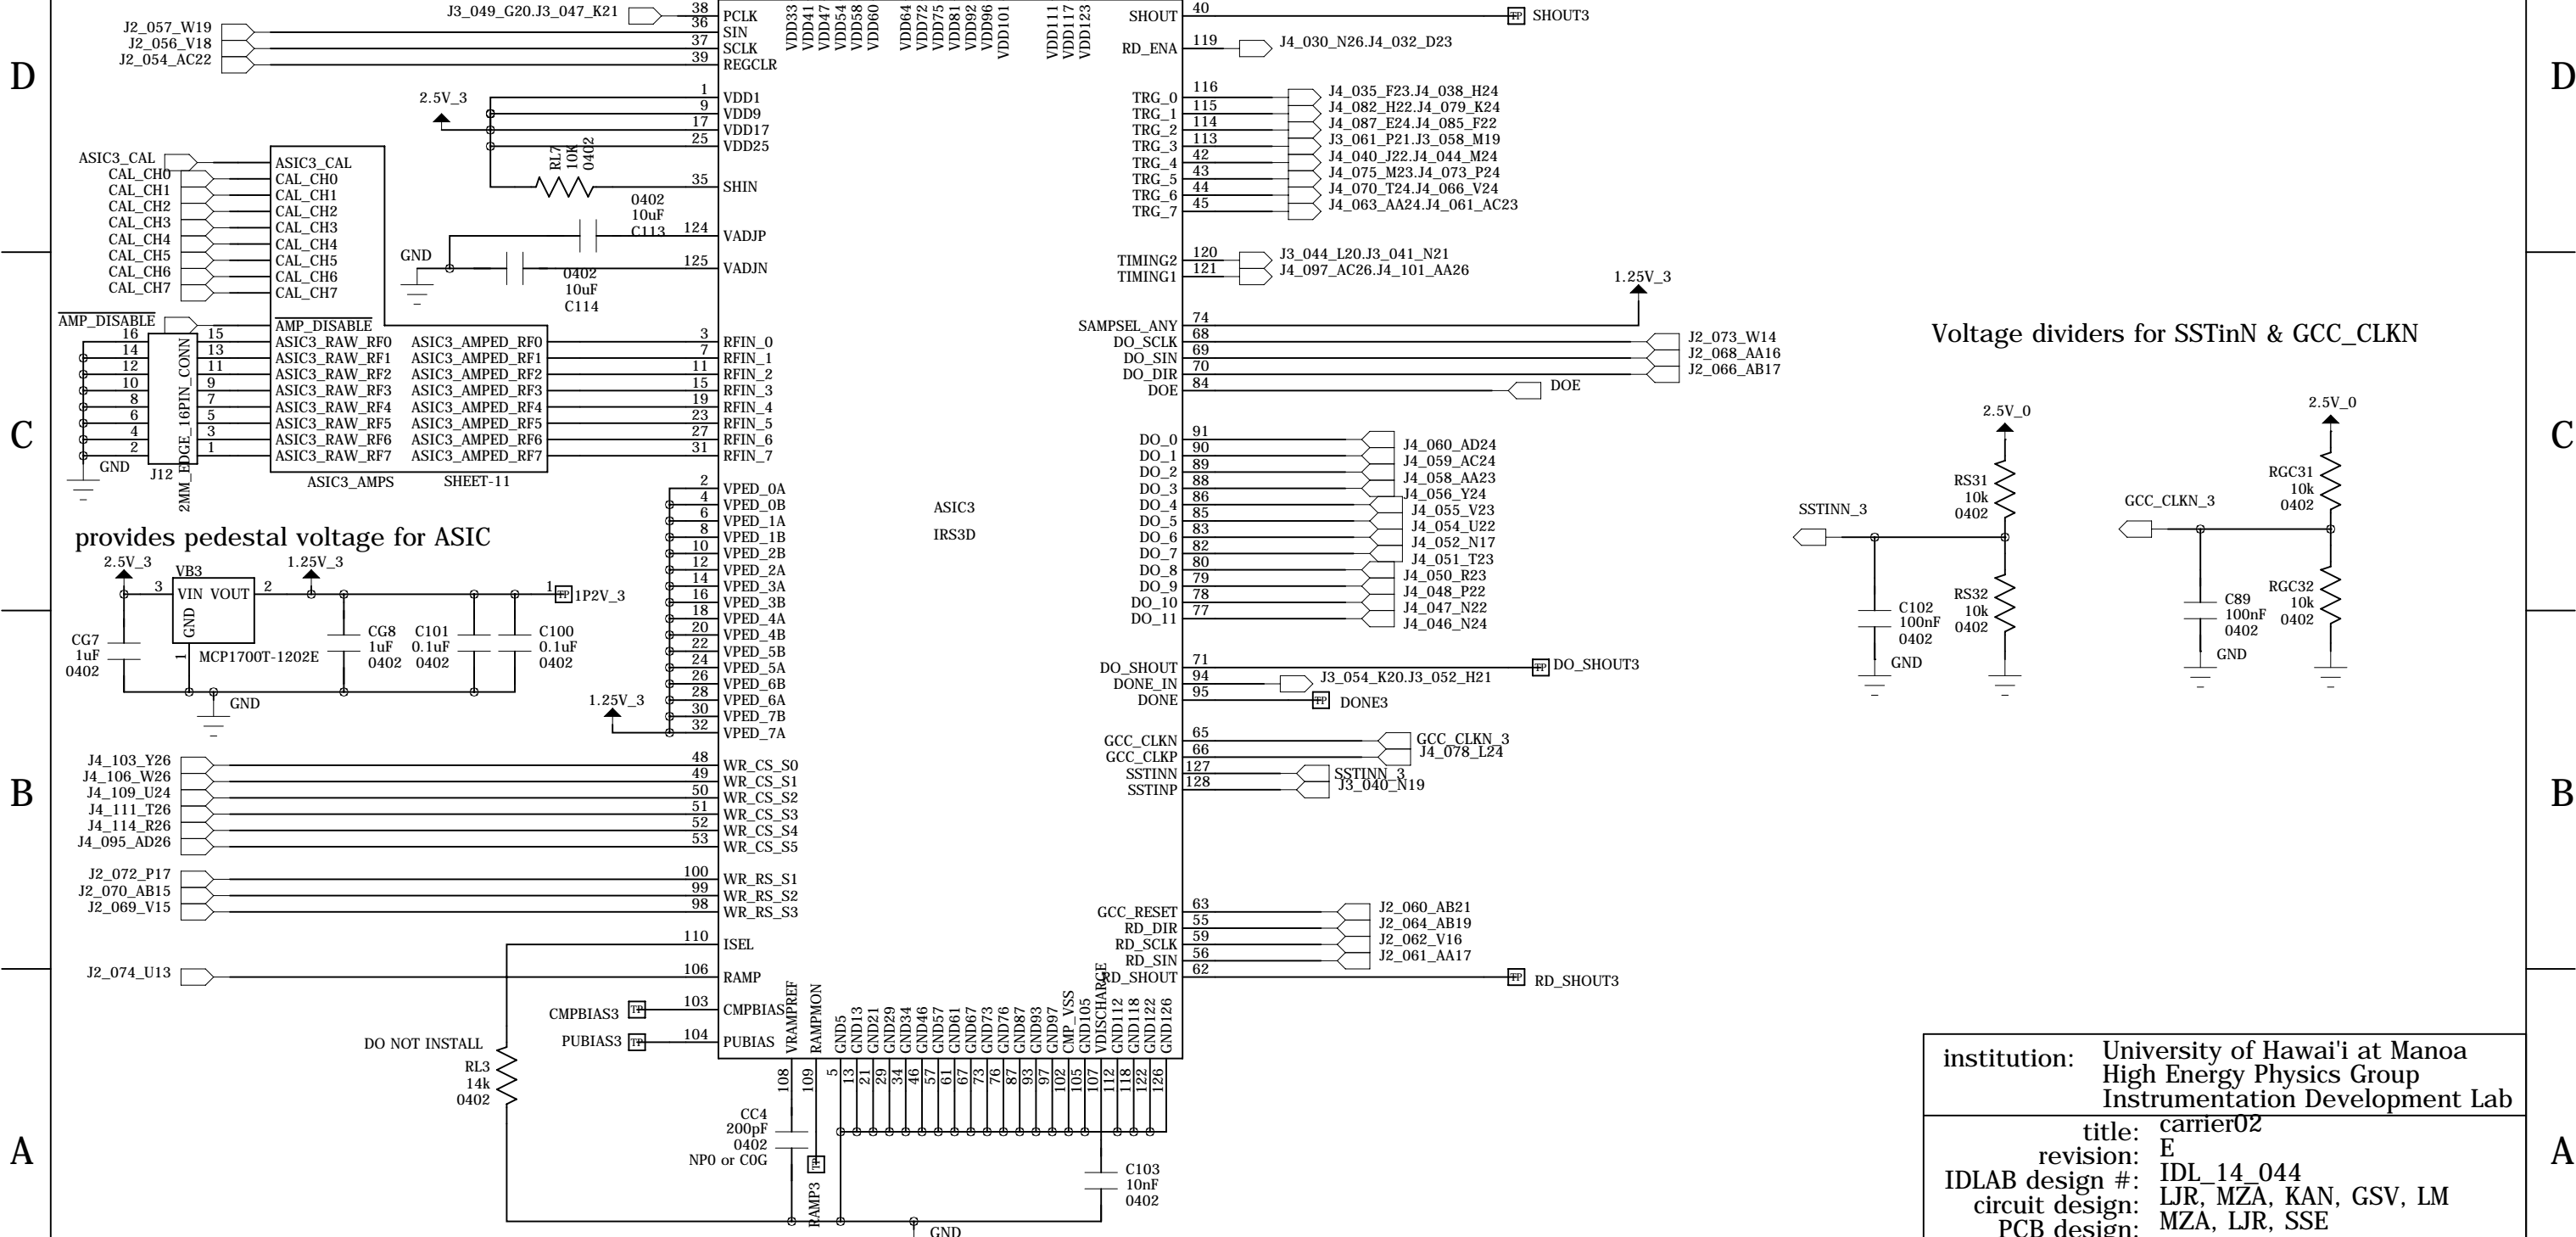 D
D
C
C
B
B
A
A
J3_049_G20.J3_047_K21
38
PCLK
J2_057_W19
36
SIN
J2_056_V18
37
SCLK
J2_054_AC22
39
REGCLR
VDD33
VDD41
VDD47
VDD54
VDD58
VDD60
VDD64
VDD72
VDD75
VDD81
VDD92
VDD96
VDD101
VDD111
VDD117
VDD123
2.5V_3
1
VDD1
9
VDD9
17
VDD17
25
VDD25
RL7
10K
0402
35
SHIN
0402
10uF
C113
124
VADJP
GND
125
VADJN
0402
10uF
C114
ASIC3_CAL
CAL_CH0
CAL_CH1
CAL_CH2
CAL_CH3
CAL_CH4
CAL_CH5
CAL_CH6
CAL_CH7
ASIC3_CAL
CAL_CH0
CAL_CH1
CAL_CH2
CAL_CH3
CAL_CH4
CAL_CH5
CAL_CH6
CAL_CH7
AMP_DISABLE
AMP_DISABLE
16
14
12
10
8
6
4
2
15
13
11
9
7
5
3
1
GND
J12
2MM_EDGE_16PIN_CONN
ASIC3_RAW_RF0 ASIC3_AMPED_RF0
ASIC3_RAW_RF1 ASIC3_AMPED_RF1
ASIC3_RAW_RF2 ASIC3_AMPED_RF2
ASIC3_RAW_RF3 ASIC3_AMPED_RF3
ASIC3_RAW_RF4 ASIC3_AMPED_RF4
ASIC3_RAW_RF5 ASIC3_AMPED_RF5
ASIC3_RAW_RF6 ASIC3_AMPED_RF6
ASIC3_RAW_RF7 ASIC3_AMPED_RF7
ASIC3_AMPS SHEET-11
3 RFIN_0
7 RFIN_1
11 RFIN_2
15 RFIN_3
19 RFIN_4
23 RFIN_5
27 RFIN_6
31 RFIN_7
2 VPED_0A
4 VPED_0B
6 VPED_1A
8 VPED_1B
10 VPED_2B
12 VPED_2A
14 VPED_3A
16 VPED_3B
18 VPED_4A
20 VPED_4B
22 VPED_5B
24 VPED_5A
26 VPED_6B
28 VPED_6A
30 VPED_7B
32 VPED_7A
1.25V_3
provides pedestal voltage for ASIC
2.5V_3
VB3
1.25V_3
3
VIN VOUT
2
GND
1
1
TP
1P2V_3
MCP1700T-1202E
CG7
1uF
0402
CG8
1uF
0402
C101
0.1uF
0402
C100
0.1uF
0402
GND
J4_103_Y26 48 WR_CS_S0
J4_106_W26 49 WR_CS_S1
J4_109_U24 50 WR_CS_S2
J4_111_T26 51 WR_CS_S3
J4_114_R26 52 WR_CS_S4
J4_095_AD26 53 WR_CS_S5
J2_072_P17 100 WR_RS_S1
J2_070_AB15 99 WR_RS_S2
J2_069_V15 98 WR_RS_S3
110 ISEL
J2_074_U13 106 RAMP
CMPBIAS3 TP 103 CMPBIAS
PUBIAS3 TP 104 PUBIAS
DO NOT INSTALL
RL3
14k
0402
ASIC3
IRS3D
VRAMPREF
RAMPMON
GND5
GND13
GND21
GND29
GND34
GND46
GND57
GND61
GND67
GND73
GND76
GND87
GND93
GND97
CMP_VSS
GND105
VDISCHARGE
GND112
GND118
GND122
GND126
108
109
5
13
21
29
34
46
57
61
67
73
76
87
93
97
102
105
107
112
118
122
126
CC4
200pF
0402
NP0 or C0G
TP
RAMP3
C103
10nF
0402
GND
SHOUT 40 TP SHOUT3
RD_ENA 119 J4_030_N26.J4_032_D23
TRG_0 116 J4_035_F23.J4_038_H24
TRG_1 115 J4_082_H22.J4_079_K24
TRG_2 114 J4_087_E24.J4_085_F22
TRG_3 113 J3_061_P21.J3_058_M19
TRG_4 42 J4_040_J22.J4_044_M24
TRG_5 43 J4_075_M23.J4_073_P24
TRG_6 44 J4_070_T24.J4_066_V24
TRG_7 45 J4_063_AA24.J4_061_AC23
TIMING2 120 J3_044_L20.J3_041_N21
TIMING1 121 J4_097_AC26.J4_101_AA26
1.25V_3
SAMPSEL_ANY 74
DO_SCLK 68 J2_073_W14
DO_SIN 69 J2_068_AA16
DO_DIR 70 J2_066_AB17
DOE 84 DOE
DO_0 91 J4_060_AD24
DO_1 90 J4_059_AC24
DO_2 89 J4_058_AA23
DO_3 88 J4_056_Y24
DO_4 86 J4_055_V23
DO_5 85 J4_054_U22
DO_6 83 J4_052_N17
DO_7 82 J4_051_T23
DO_8 80 J4_050_R23
DO_9 79 J4_048_P22
DO_10 78 J4_047_N22
DO_11 77 J4_046_N24
DO_SHOUT 71 TP DO_SHOUT3
DONE_IN 94 J3_054_K20.J3_052_H21
DONE 95 TP DONE3
GCC_CLKN 65 GCC_CLKN_3
GCC_CLKP 66 J4_078_L24
SSTINN 127 SSTINN_3
SSTINP 128 J3_040_N19
GCC_RESET 63 J2_060_AB21
RD_DIR 55 J2_064_AB19
RD_SCLK 59 J2_062_V16
RD_SIN 56 J2_061_AA17
RD_SHOUT 62 TP RD_SHOUT3
Voltage dividers for SSTinN & GCC_CLKN
2.5V_0
RS31
10k
0402
SSTINN_3
RS32
10k
0402
C102
100nF
0402
GND
2.5V_0
RGC31
10k
0402
GCC_CLKN_3
RGC32
10k
0402
C89
100nF
0402
GND
institution: University of Hawai'i at Manoa
High Energy Physics Group
Instrumentation Development Lab
title: carrier02
revision: E
IDLAB design #: IDL_14_044
circuit design: LJR, MZA, KAN, GSV, LM
PCB design: MZA, LJR, SSE